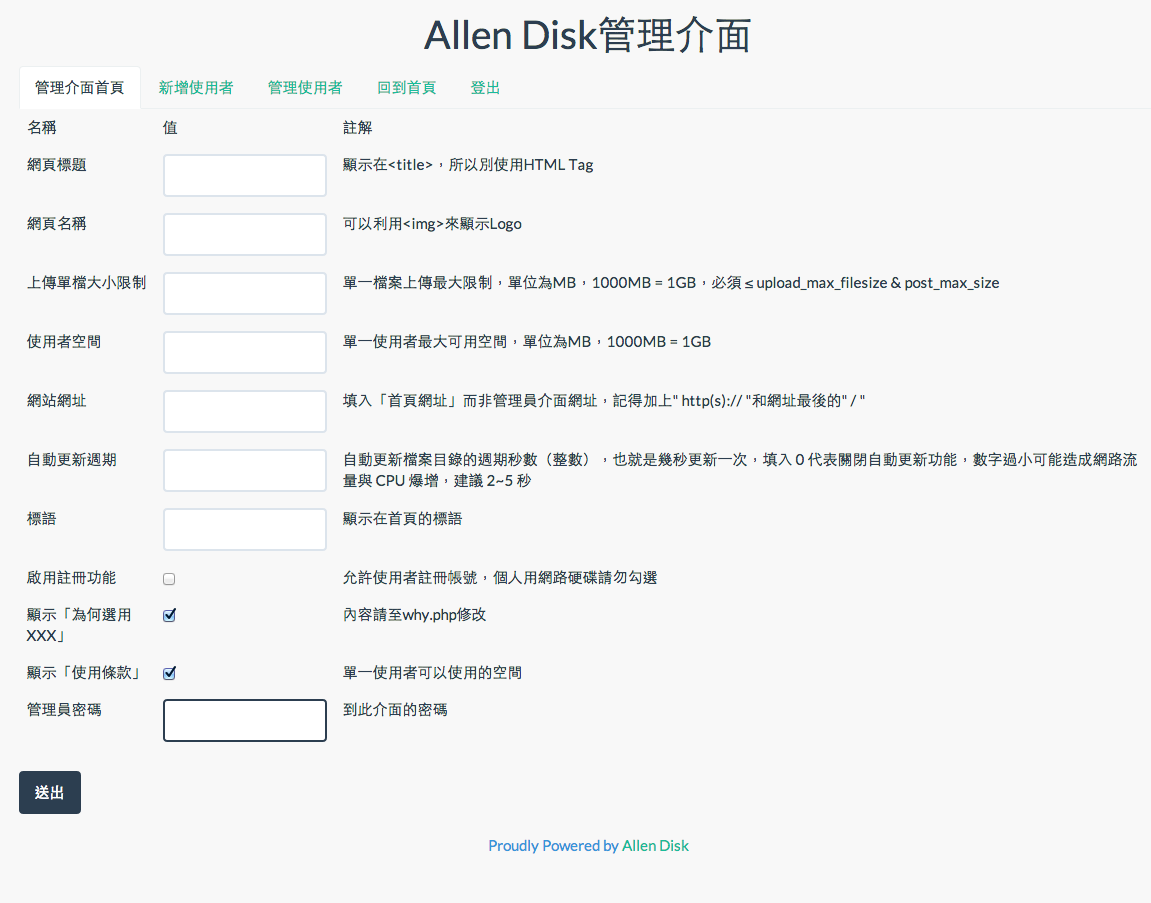 Allen Disk管理介面
管理介面首頁 新增使用者 管理使用者 回到首頁 登出
名稱 值 註解
網頁標題 顯示在<title>，所以別使用HTML Tag
網頁名稱 可以利用<img>來顯示Logo
上傳單檔大小限制 單一檔案上傳最大限制，單位為MB，1000MB = 1GB，必須 ≤ upload_max_filesize & post_max_size
使用者空間 單一使用者最大可用空間，單位為MB，1000MB = 1GB
網站網址 填入「首頁網址」而非管理員介面網址，記得加上" http(s):// "和網址最後的" / "
自動更新週期 自動更新檔案目錄的週期秒數（整數），也就是幾秒更新一次，填入 0 代表關閉自動更新功能，數字過小可能造成網路流
量與 CPU 爆增，建議 2~5 秒
標語 顯示在首頁的標語
啟用註冊功能 允許使用者註冊帳號，個人用網路硬碟請勿勾選
顯示「為何選用 內容請至why.php修改
XXX」
顯示「使用條款」 單一使用者可以使用的空間
管理員密碼 到此介面的密碼
送出
Proudly Powered by Allen Disk